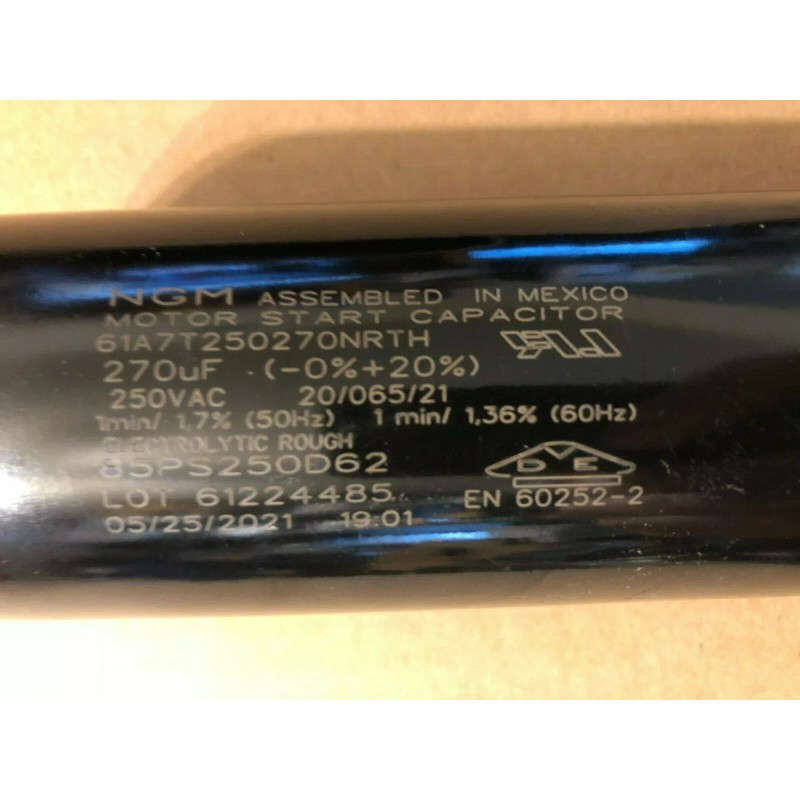 NGM ASSEMBLED IN MEXICO
MOTOR START CAPACITOR
61A7T250270NRTH
270uF (-0%+20%)
250VAC 20/065/21
1min/ 1,7% (50Hz) 1 min/ 1,36% (60Hz)
ELECTROLYTIC ROUGH
85PS250D62
DVE
LOT 61224485
EN 60252-2
05/25/2021 19:01